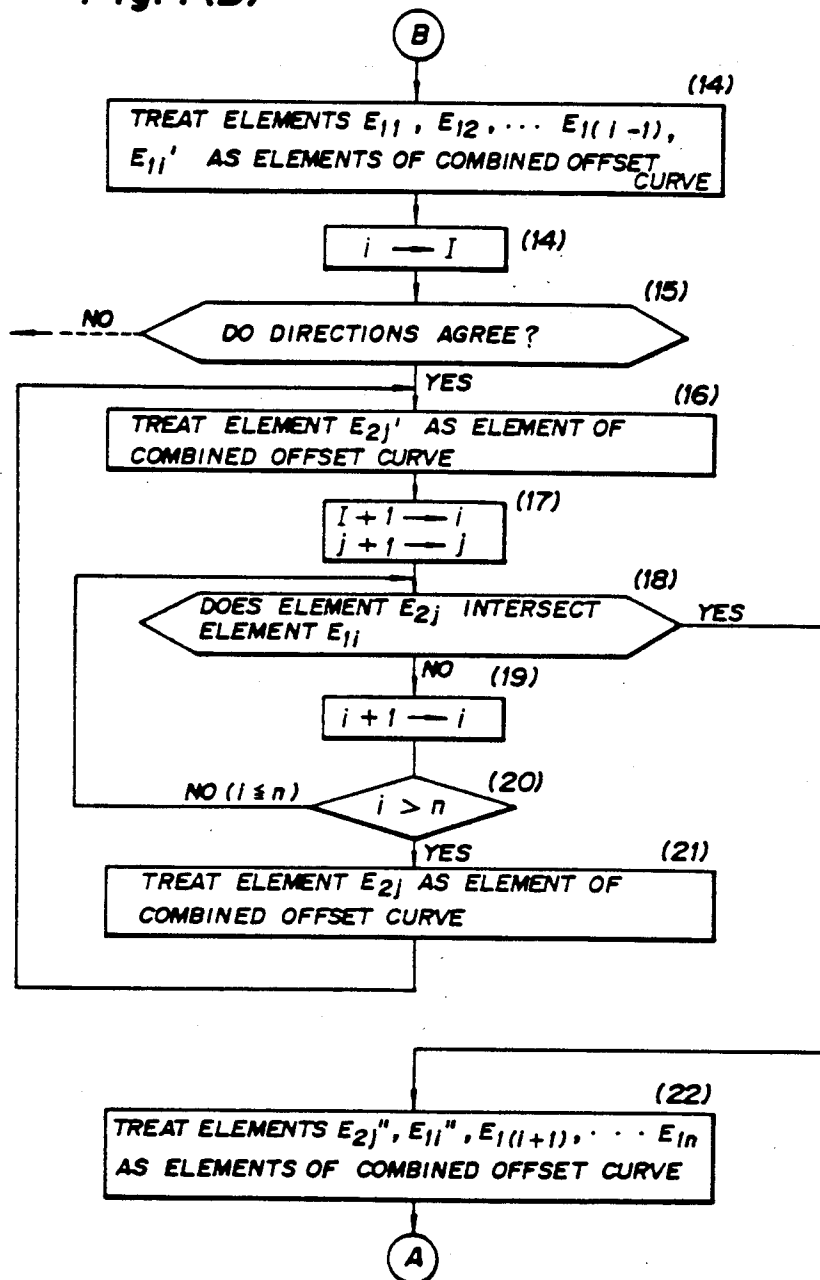 Fig. 1(B)
B
(14)
TREAT ELEMENTS E11, E12, ··· E1(i-1),
E1i' AS ELEMENTS OF COMBINED OFFSET
CURVE
i → I (14)
(15)
NO
DO DIRECTIONS AGREE?
YES
(16)
TREAT ELEMENT E2j' AS ELEMENT OF
COMBINED OFFSET CURVE
(17)
I + 1 → i
j + 1 → j
(18)
DOES ELEMENT E2j INTERSECT
ELEMENT E1i
YES
NO
(19)
i + 1 → i
(20)
NO (i ≦ n)
i > n
YES
(21)
TREAT ELEMENT E2j AS ELEMENT OF
COMBINED OFFSET CURVE
(22)
TREAT ELEMENTS E2j'', E1i'', E1(i+1), ··· E1n
AS ELEMENTS OF COMBINED OFFSET CURVE
A